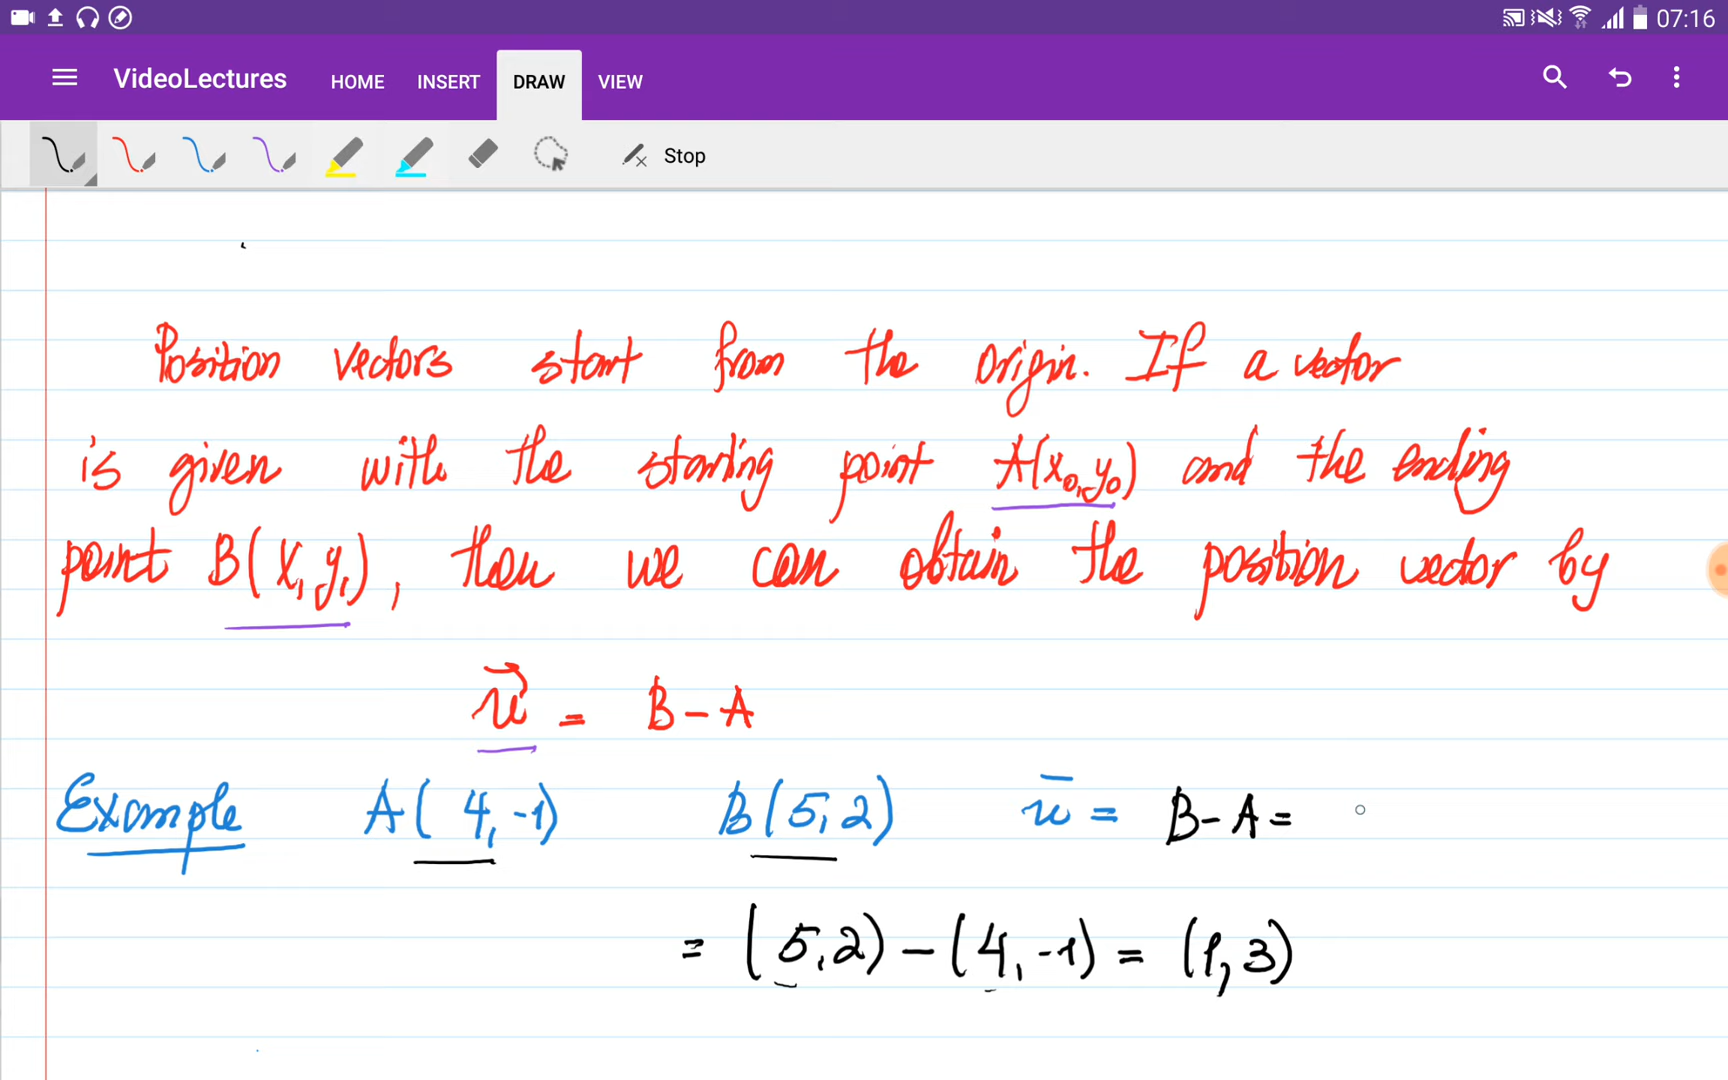 07:16
VideoLectures HOME INSERT DRAW VIEW
Stop
Position vectors start from the origin. If a vector
is given with the starting point A(x₀,y₀) and the ending
point B(x₁y₁), then we can obtain the position vector by
u⃗ = B-A
Example A(4,-1) B(5,2) u̅ = B-A=
= (5,2)-(4,-1)=(1,3)